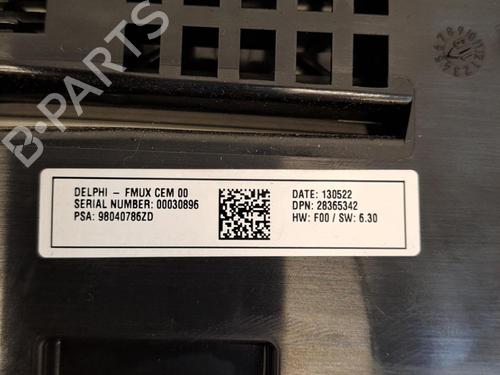 B-PARTS
DELPHI - FMUX CEM 00
SERIAL NUMBER: 00030896
PSA: 98040786ZD
DATE: 130522
DPN: 28365342
HW: F00 / SW: 6.30